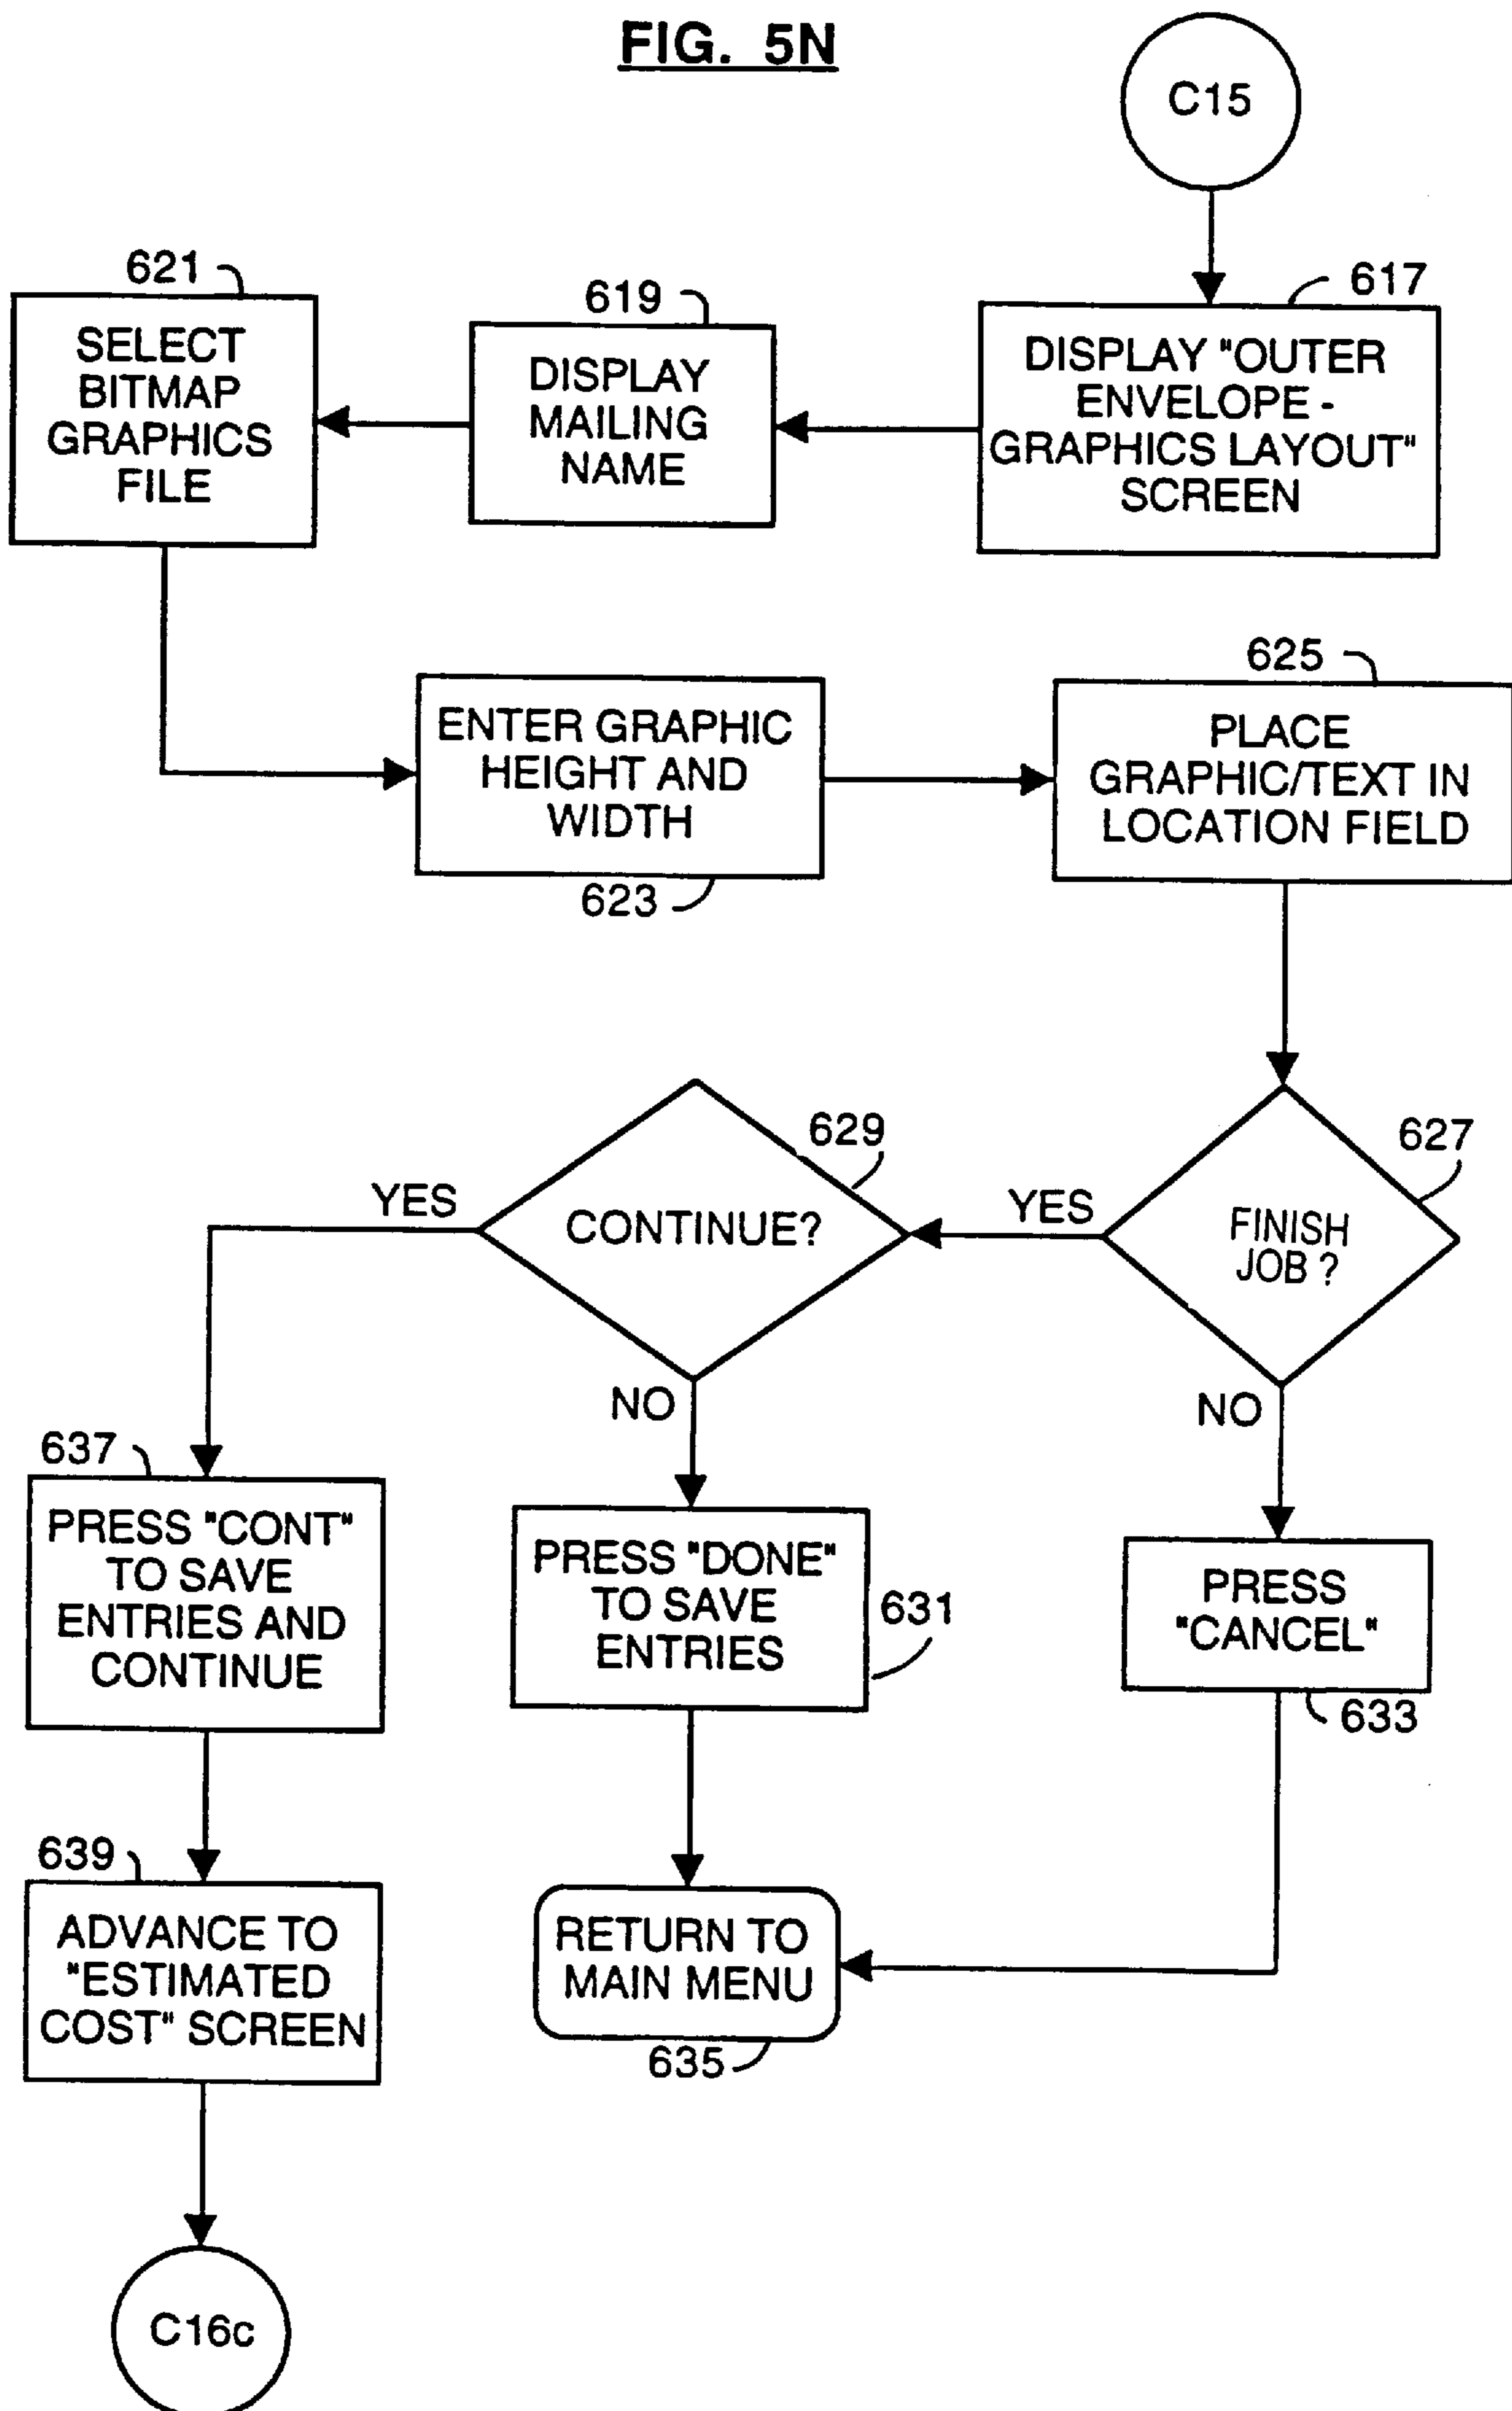 FIG. 5N
C15
617
DISPLAY "OUTER
ENVELOPE -
GRAPHICS LAYOUT"
SCREEN
619
DISPLAY
MAILING
NAME
621
SELECT
BITMAP
GRAPHICS
FILE
ENTER GRAPHIC
HEIGHT AND
WIDTH
623
625
PLACE
GRAPHIC/TEXT IN
LOCATION FIELD
627
FINISH
JOB ?
YES
NO
629
CONTINUE?
YES
NO
637
PRESS "CONT"
TO SAVE
ENTRIES AND
CONTINUE
PRESS "DONE"
TO SAVE
ENTRIES
631
PRESS
"CANCEL"
633
639
ADVANCE TO
"ESTIMATED
COST" SCREEN
RETURN TO
MAIN MENU
635
C16c